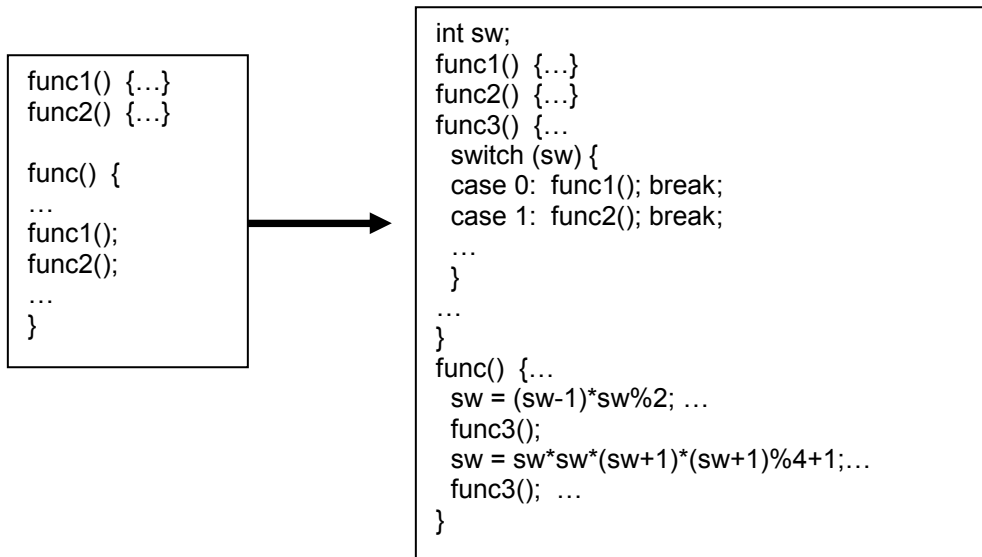 func1() {…}
func2() {…}
func() {
…
func1();
func2();
…
}
int sw;
func1() {…}
func2() {…}
func3() {…
switch (sw) {
case 0: func1(); break;
case 1: func2(); break;
…
}
…
}
func() {…
sw = (sw-1)*sw%2; …
func3();
sw = sw*sw*(sw+1)*(sw+1)%4+1;…
func3(); …
}